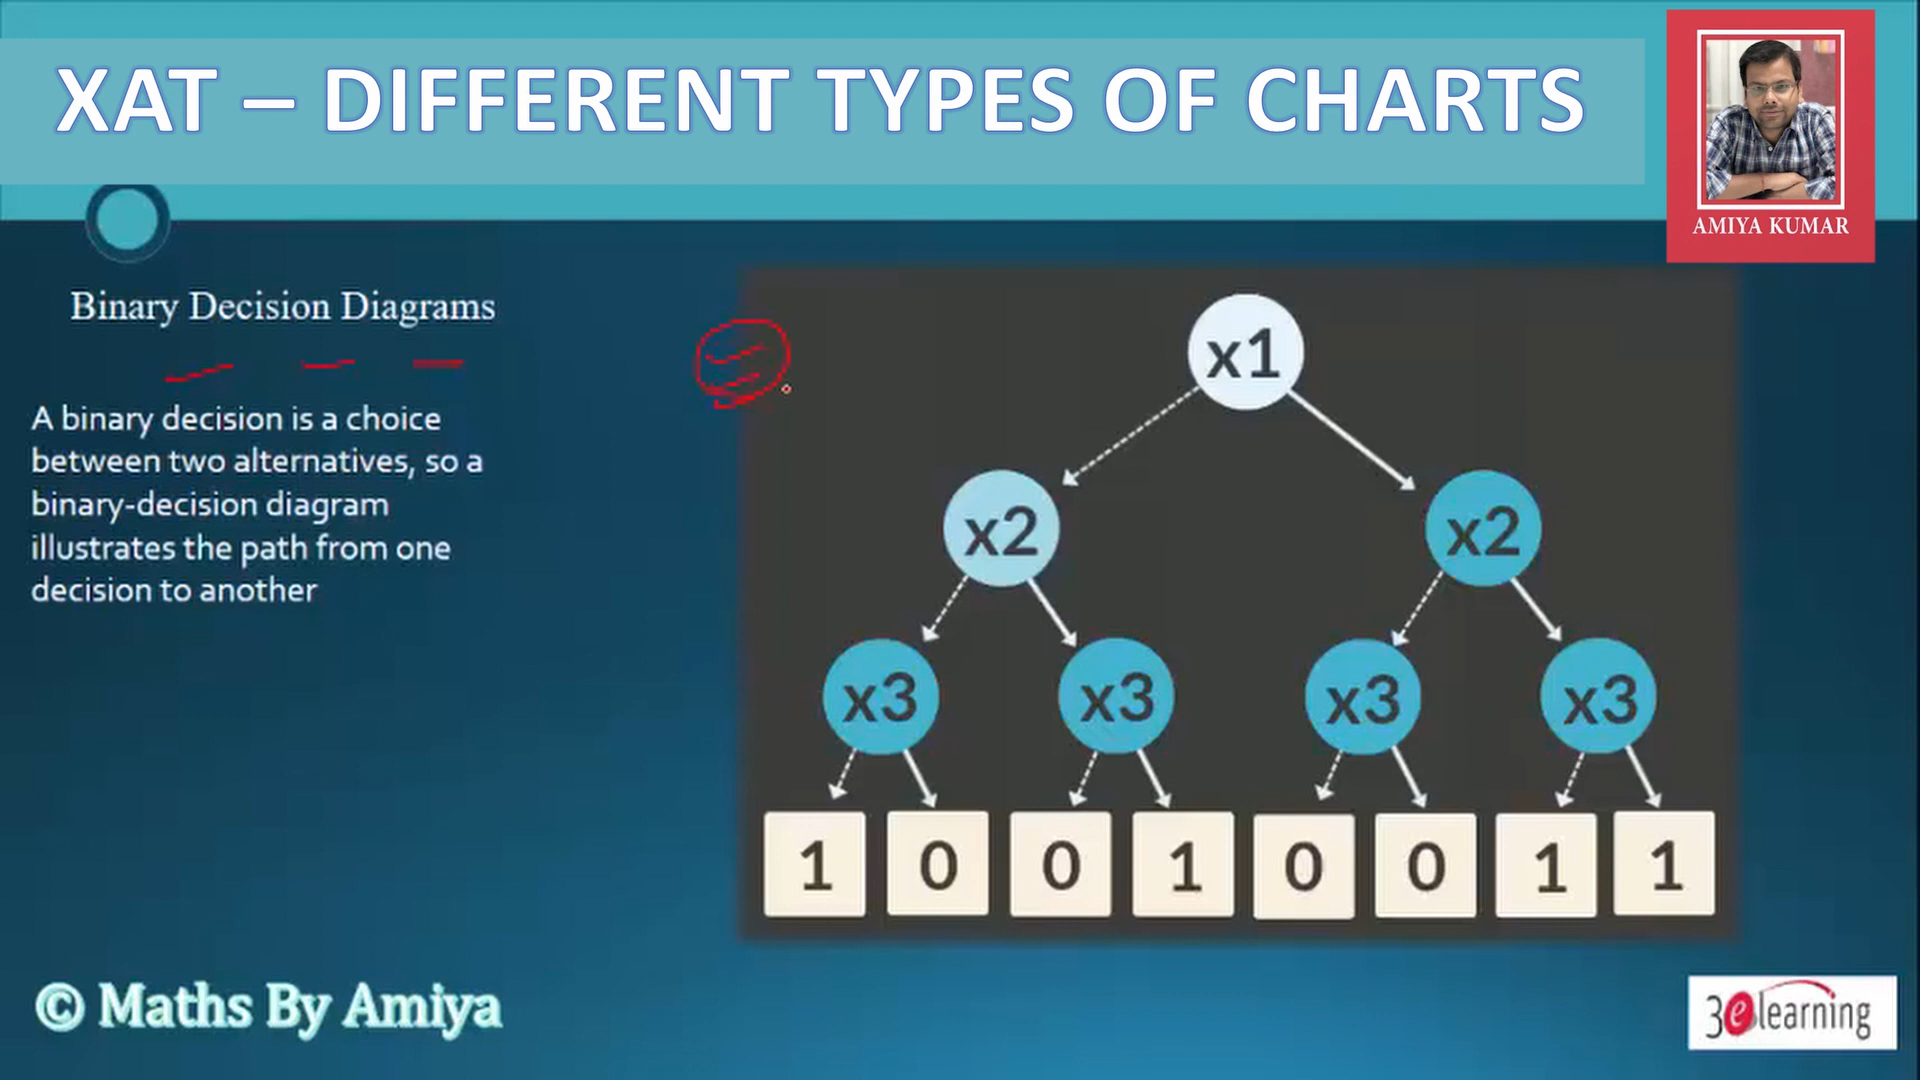 XAT – DIFFERENT TYPES OF CHARTS
AMIYA KUMAR
Binary Decision Diagrams
A binary decision is a choice
between two alternatives, so a
binary-decision diagram
illustrates the path from one
decision to another
x1
x2 x2
x3 x3 x3 x3
1 0 0 1 0 0 1 1
© Maths By Amiya
3elearning